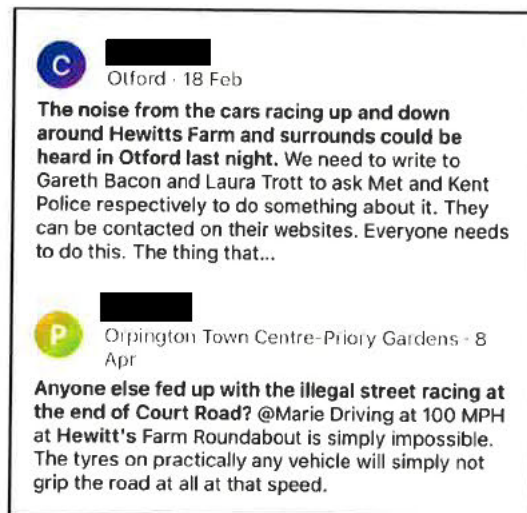 C
Otford · 18 Feb
The noise from the cars racing up and down
around Hewitts Farm and surrounds could be
heard in Otford last night. We need to write to
Gareth Bacon and Laura Trott to ask Met and Kent
Police respectively to do something about it. They
can be contacted on their websites. Everyone needs
to do this. The thing that...
P
Orpington Town Centre-Priory Gardens · 8
Apr
Anyone else fed up with the illegal street racing at
the end of Court Road? @Marie Driving at 100 MPH
at Hewitt's Farm Roundabout is simply impossible.
The tyres on practically any vehicle will simply not
grip the road at all at that speed.